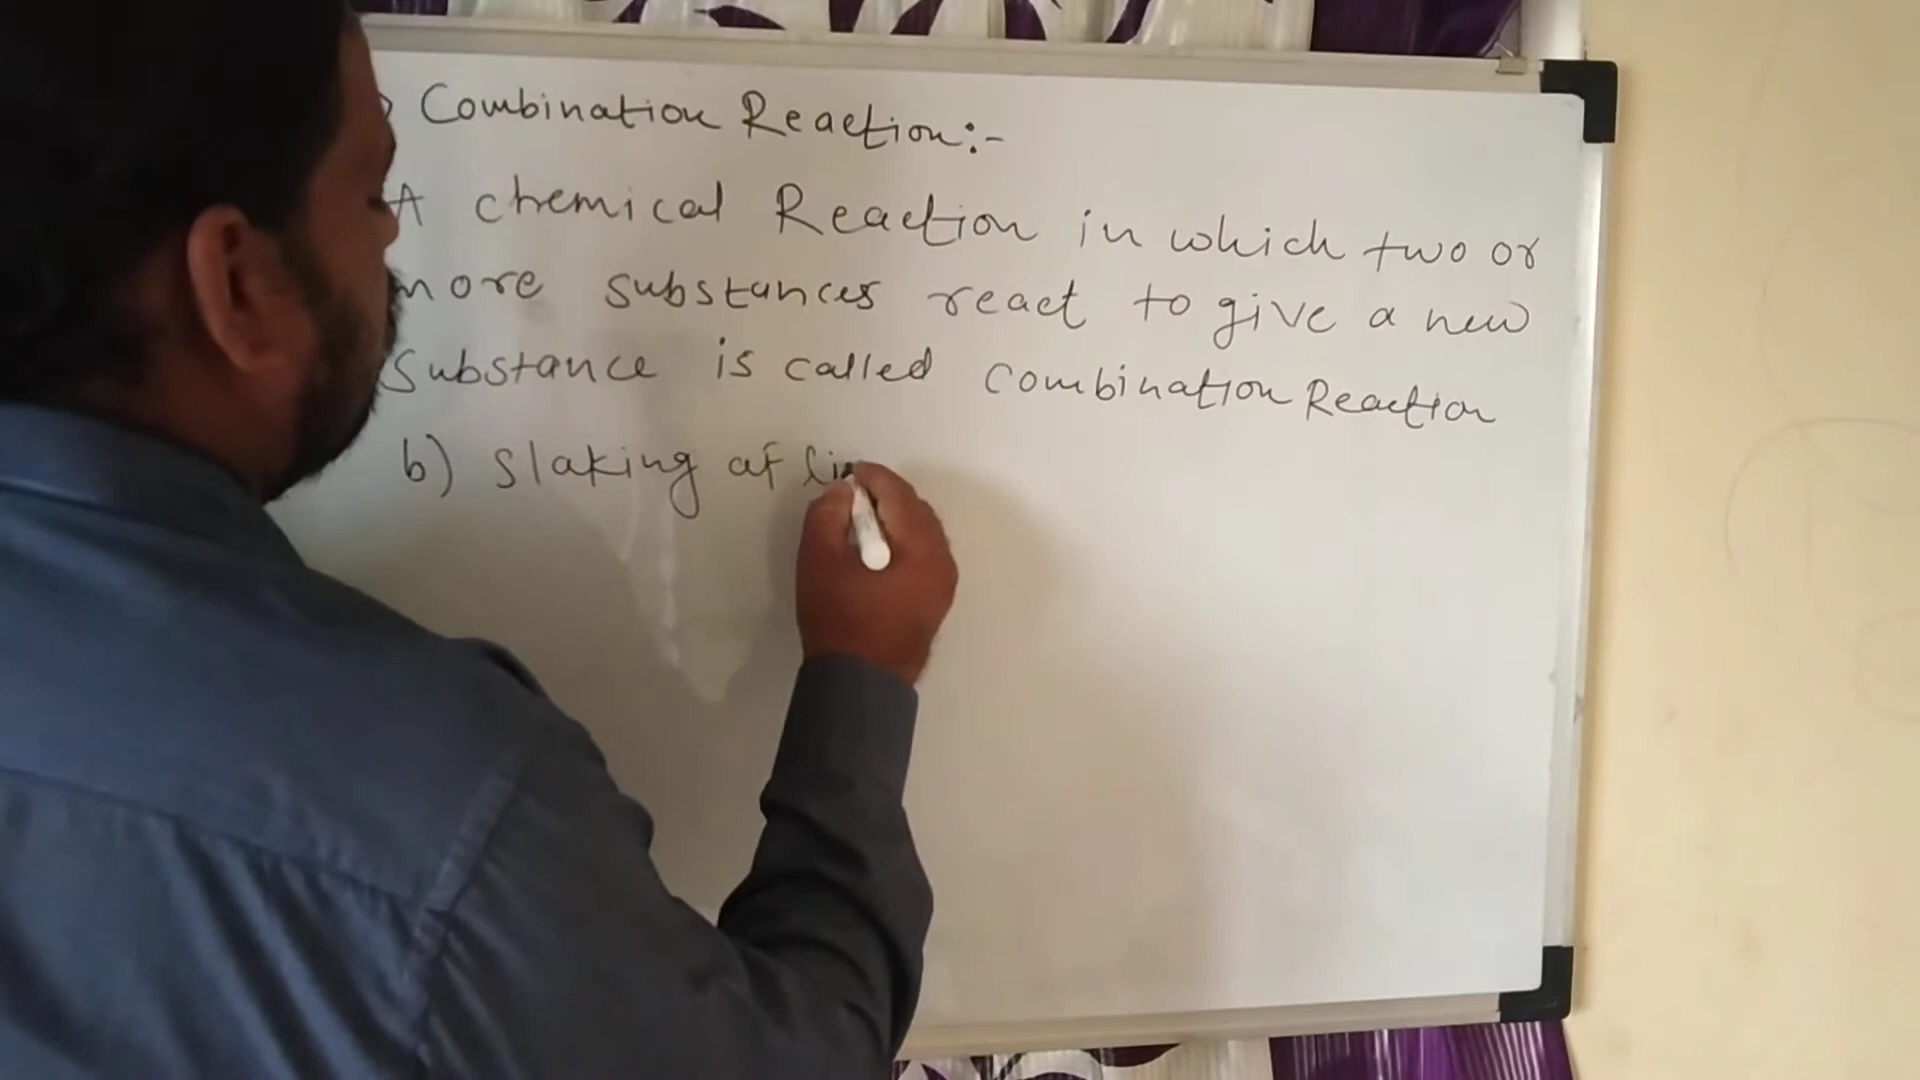 Combination Reaction:-
A chemical Reaction in which two or
more substances react to give a new
Substance is called Combination Reaction
b) Slaking of